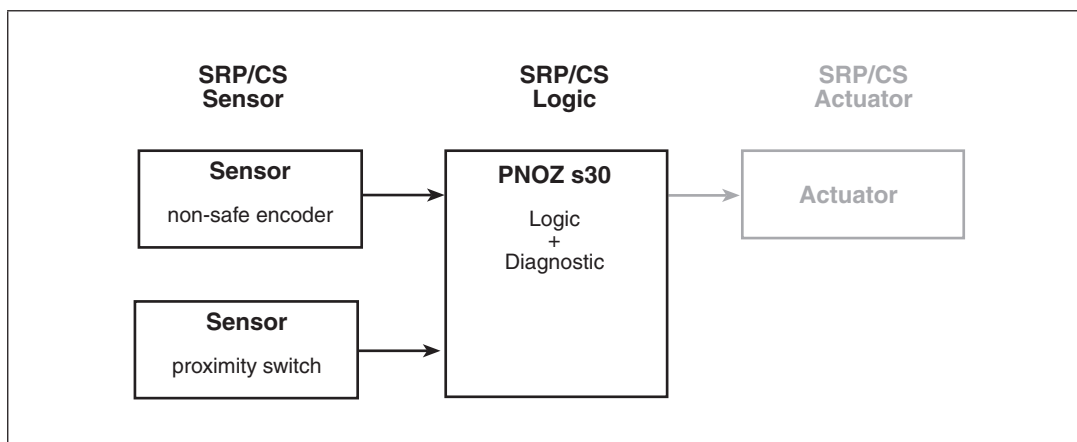 SRP/CS
Sensor
SRP/CS
Logic
SRP/CS
Actuator
Sensor
non-safe encoder
PNOZ s30
Logic
+
Diagnostic
Actuator
Sensor
proximity switch